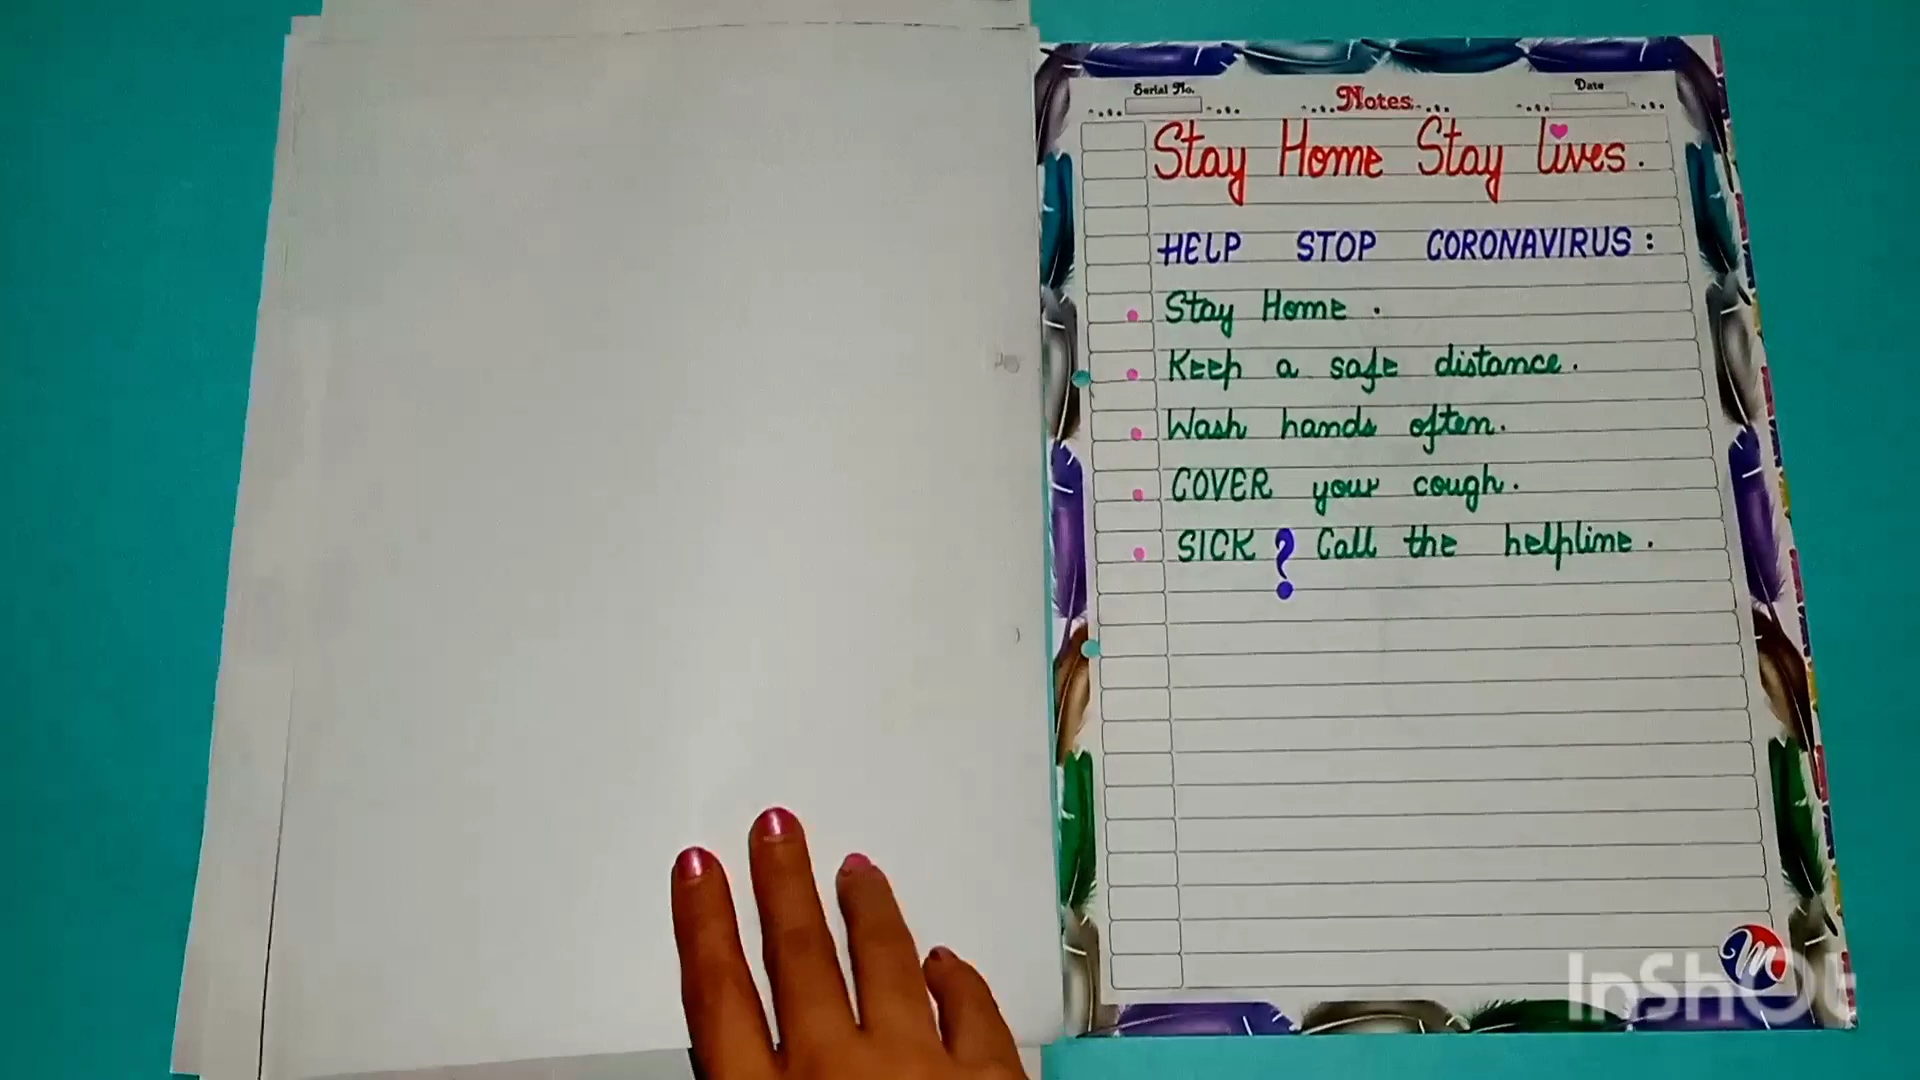 Serial No.
Notes
Date
Stay Home Stay lives.
HELP STOP CORONAVIRUS:
Stay Home.
Keep a safe distance.
Wash hands often.
COVER your cough.
SICK ? Call the helpline.
M
InShOt